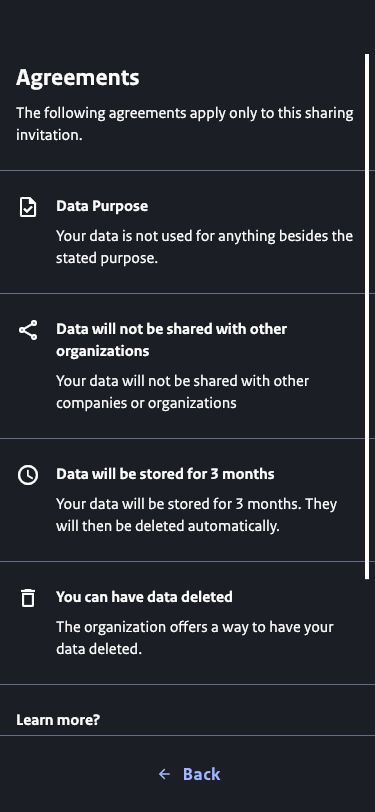 Agreements
The following agreements apply only to this sharing
invitation.
Data Purpose
Your data is not used for anything besides the
stated purpose.
Data will not be shared with other
organizations
Your data will not be shared with other
companies or organizations
Data will be stored for 3 months
Your data will be stored for 3 months. They
will then be deleted automatically.
You can have data deleted
The organization offers a way to have your
data deleted.
Learn more?
Back